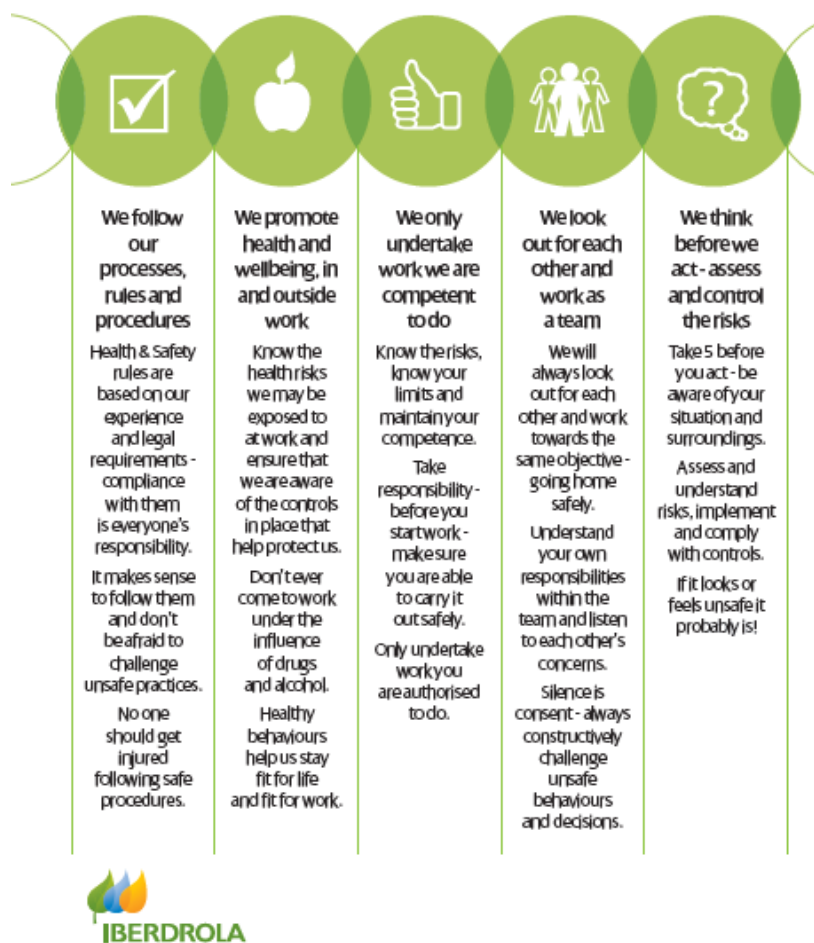 ?
We follow
our
processes,
rules and
procedures
Health & Safety
rules are
based on our
experience
and legal
requirements -
compliance
with them
is everyone's
responsibility.
It makes sense
to follow them
and don't
be afraid to
challenge
unsafe practices.
No one
should get
injured
following safe
procedures.
We promote
health and
wellbeing, in
and outside
work
Know the
health risks
we may be
exposed to
at work and
ensure that
we are aware
of the controls
in place that
help protect us.
Don't ever
come to work
under the
influence
of drugs
and alcohol.
Healthy
behaviours
help us stay
fit for life
and fit for work.
We only
undertake
work we are
competent
to do
Know the risks,
know your
limits and
maintain your
competence.
Take
responsibility -
before you
start work -
make sure
you are able
to carry it
out safely.
Only undertake
work you
are authorised
to do.
We look
out for each
other and
work as
a team
We will
always look
out for each
other and work
towards the
same objective -
going home
safely.
Understand
your own
responsibilities
within the
team and listen
to each other's
concerns.
Silence is
consent - always
constructively
challenge
unsafe
behaviours
and decisions.
We think
before we
act - assess
and control
the risks
Take 5 before
you act - be
aware of your
situation and
surroundings.
Assess and
understand
risks, implement
and comply
with controls.
If it looks or
feels unsafe it
probably is!
IBERDROLA